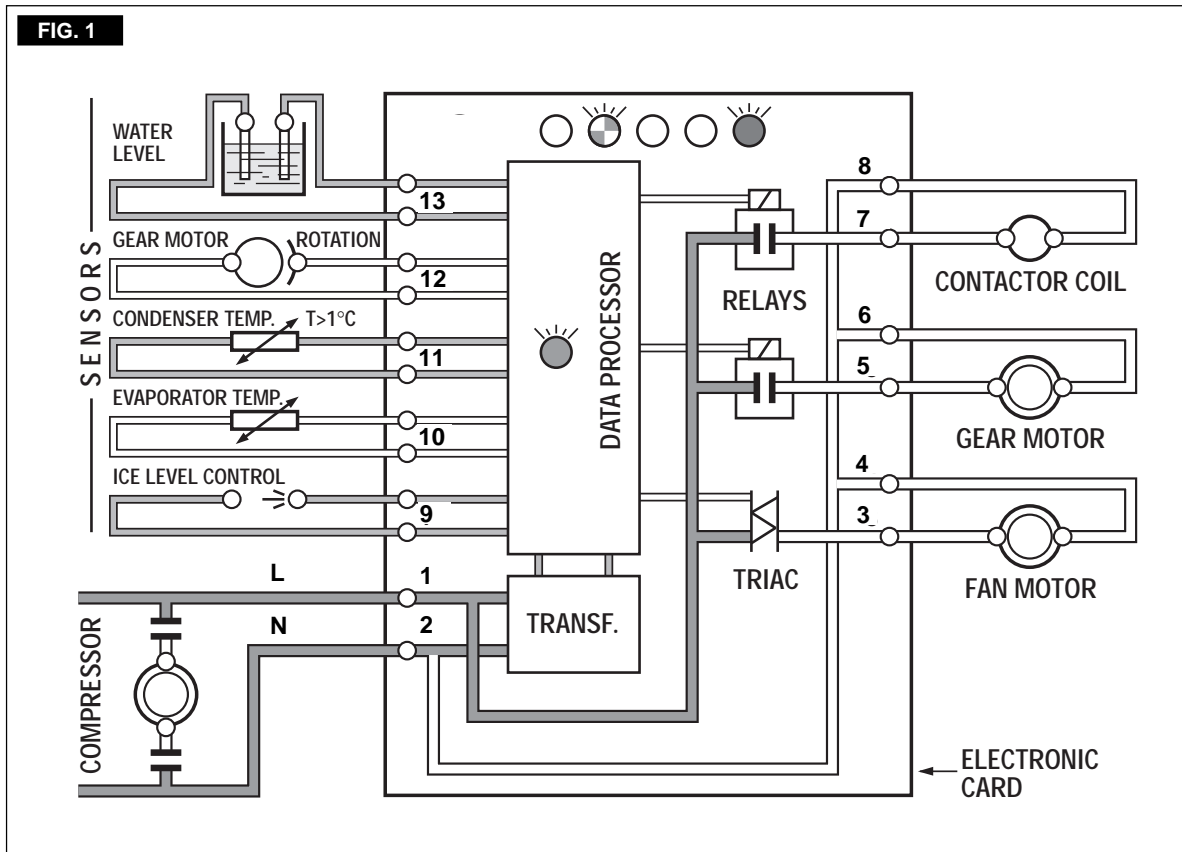 FIG. 1
WATER
LEVEL
13
GEAR MOTOR
ROTATION
12
CONDENSER TEMP.
T>1°C
11
EVAPORATOR TEMP.
10
ICE LEVEL CONTROL
9
SENSORS
L
1
N
2
COMPRESSOR
DATA PROCESSOR
TRANSF.
RELAYS
TRIAC
8
7
CONTACTOR COIL
6
5
GEAR MOTOR
4
3
FAN MOTOR
ELECTRONIC
CARD